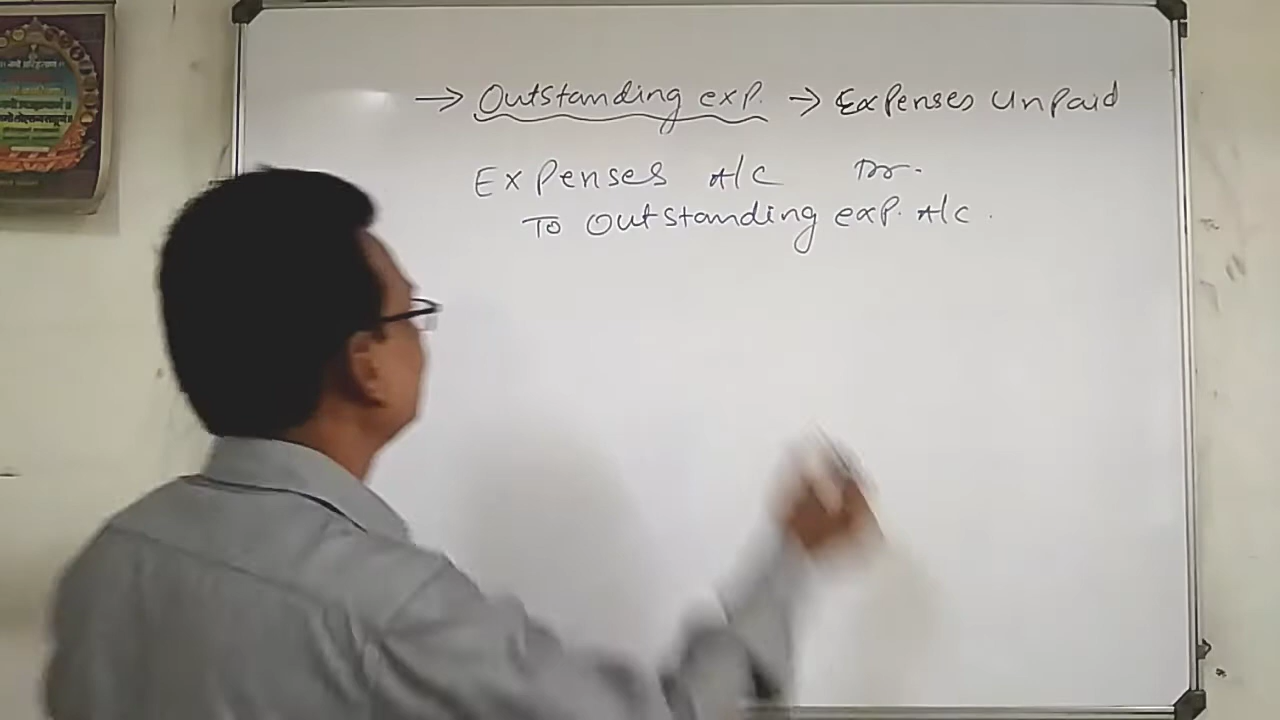 → Outstanding exp. → Expenses Unpaid
Expenses A/c Dr.
To Outstanding exp. A/c.